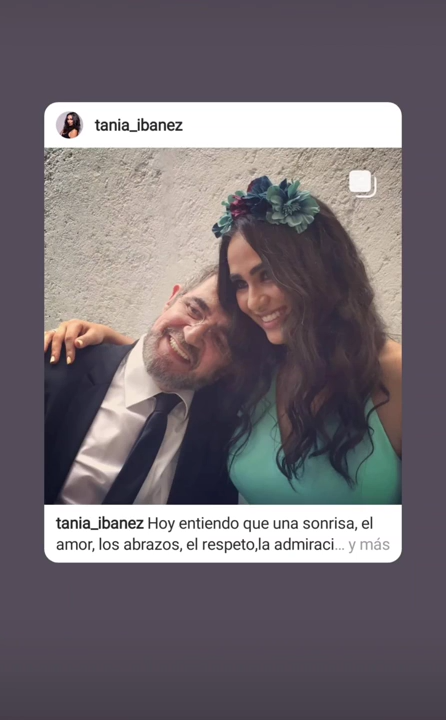 tania_ibanez
tania_ibanez Hoy entiendo que una sonrisa, el
amor, los abrazos, el respeto,la admiraci... y más